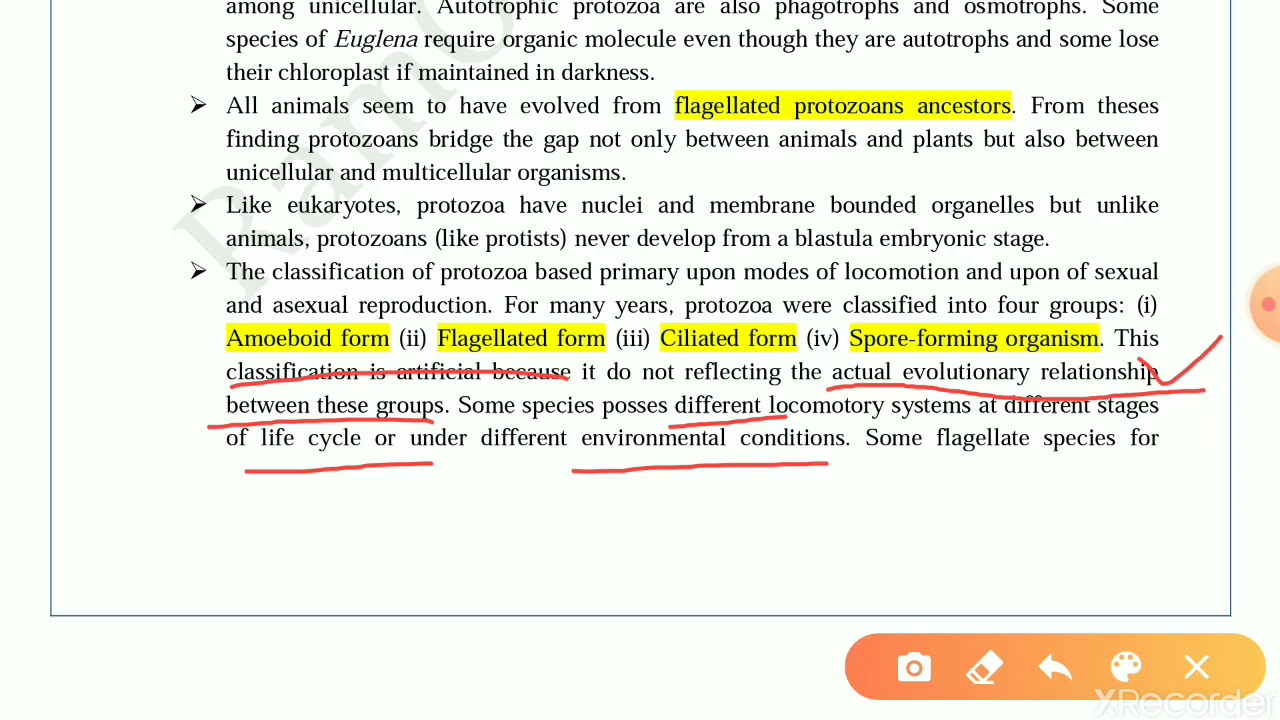 among unicellular. Autotrophic protozoa are also phagotrophs and osmotrophs. Some
species of Euglena require organic molecule even though they are autotrophs and some lose
their chloroplast if maintained in darkness.
➢ All animals seem to have evolved from flagellated protozoans ancestors. From theses
finding protozoans bridge the gap not only between animals and plants but also between
unicellular and multicellular organisms.
➢ Like eukaryotes, protozoa have nuclei and membrane bounded organelles but unlike
animals, protozoans (like protists) never develop from a blastula embryonic stage.
➢ The classification of protozoa based primary upon modes of locomotion and upon of sexual
and asexual reproduction. For many years, protozoa were classified into four groups: (i)
Amoeboid form (ii) Flagellated form (iii) Ciliated form (iv) Spore-forming organism. This
classification is artificial because it do not reflecting the actual evolutionary relationship
between these groups. Some species posses different locomotory systems at different stages
of life cycle or under different environmental conditions. Some flagellate species for
XRecorder